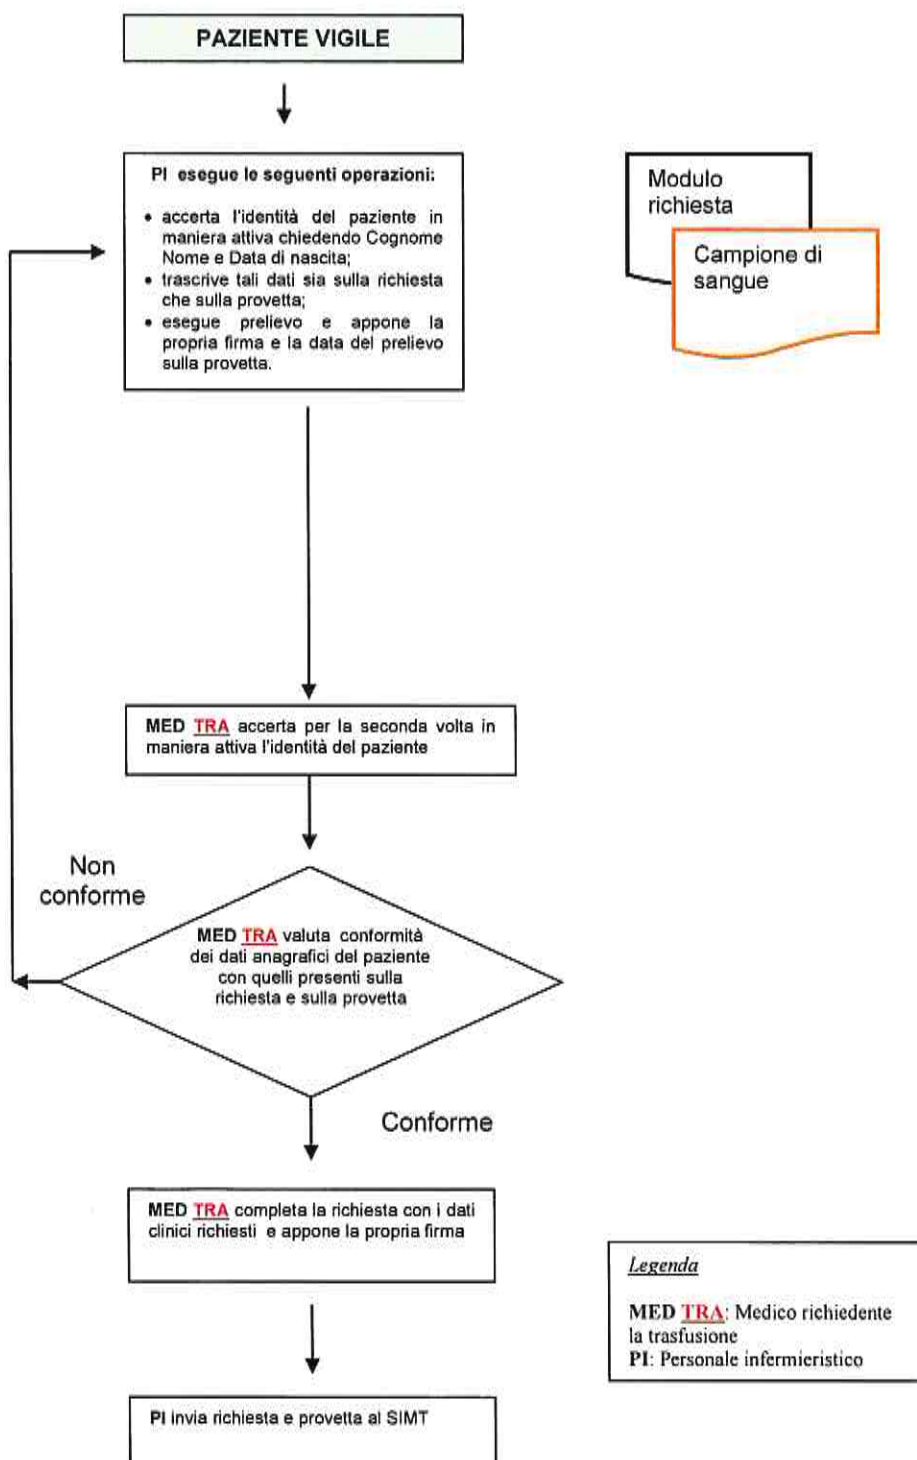 PAZIENTE VIGILE
PI esegue le seguenti operazioni:
• accerta l'identità del paziente in
maniera attiva chiedendo Cognome
Nome e Data di nascita;
• trascrive tali dati sia sulla richiesta
che sulla provetta;
• esegue prelievo e appone la
propria firma e la data del prelievo
sulla provetta.
Modulo
richiesta
Campione di
sangue
MED TRA accerta per la seconda volta in
maniera attiva l'identità del paziente
Non
conforme
MED TRA valuta conformità
dei dati anagrafici del paziente
con quelli presenti sulla
richiesta e sulla provetta
Conforme
MED TRA completa la richiesta con i dati
clinici richiesti e appone la propria firma
Legenda
MED TRA: Medico richiedente
la trasfusione
PI: Personale infermieristico
PI invia richiesta e provetta al SIMT